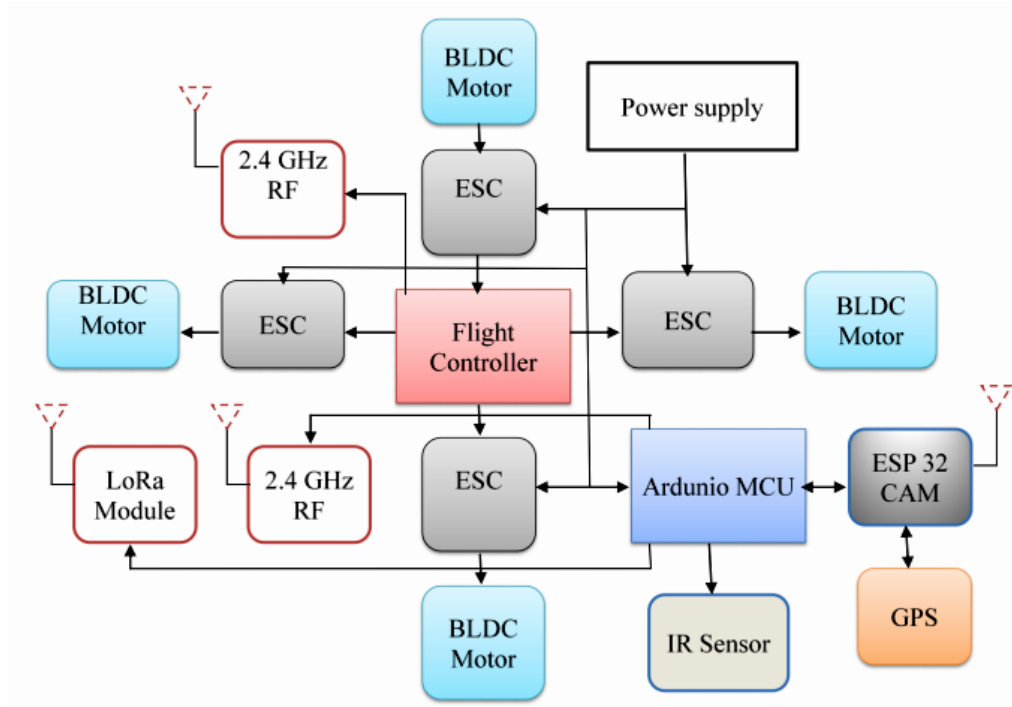 BLDC
Motor
Power supply
2.4 GHz
RF
ESC
BLDC
Motor
ESC
Flight
Controller
ESC
BLDC
Motor
LoRa
Module
2.4 GHz
RF
ESC
Ardunio MCU
ESP 32
CAM
BLDC
Motor
IR Sensor
GPS